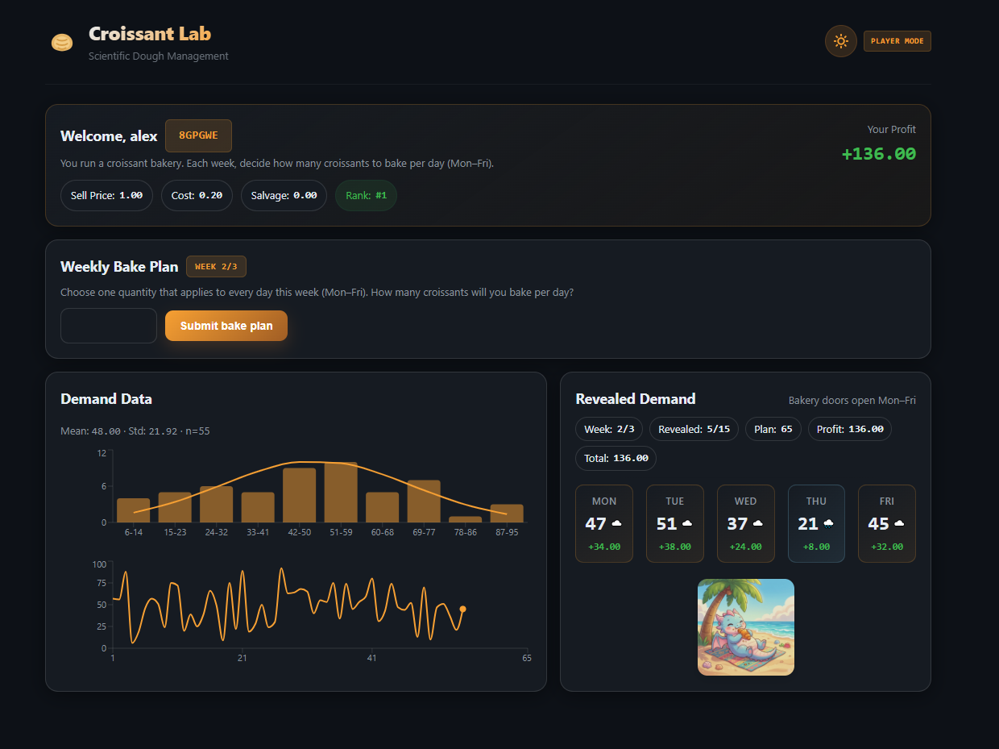 Croissant Lab
Scientific Dough Management
PLAYER MODE
Welcome, alex 8GPGWE
Your Profit
+136.00
You run a croissant bakery. Each week, decide how many croissants to bake per day (Mon–Fri).
Sell Price: 1.00 Cost: 0.20 Salvage: 0.00 Rank: #1
Weekly Bake Plan WEEK 2/3
Choose one quantity that applies to every day this week (Mon–Fri). How many croissants will you bake per day?
Submit bake plan
Demand Data
Mean: 48.00 · Std: 21.92 · n=55
12
6
0
6-14 15-23 24-32 33-41 42-50 51-59 60-68 69-77 78-86 87-95
100
75
50
25
0
1 21 41 65
Revealed Demand
Bakery doors open Mon–Fri
Week: 2/3 Revealed: 5/15 Plan: 65 Profit: 136.00
Total: 136.00
MON TUE WED THU FRI
47 51 37 21 45
+34.00 +38.00 +24.00 +8.00 +32.00